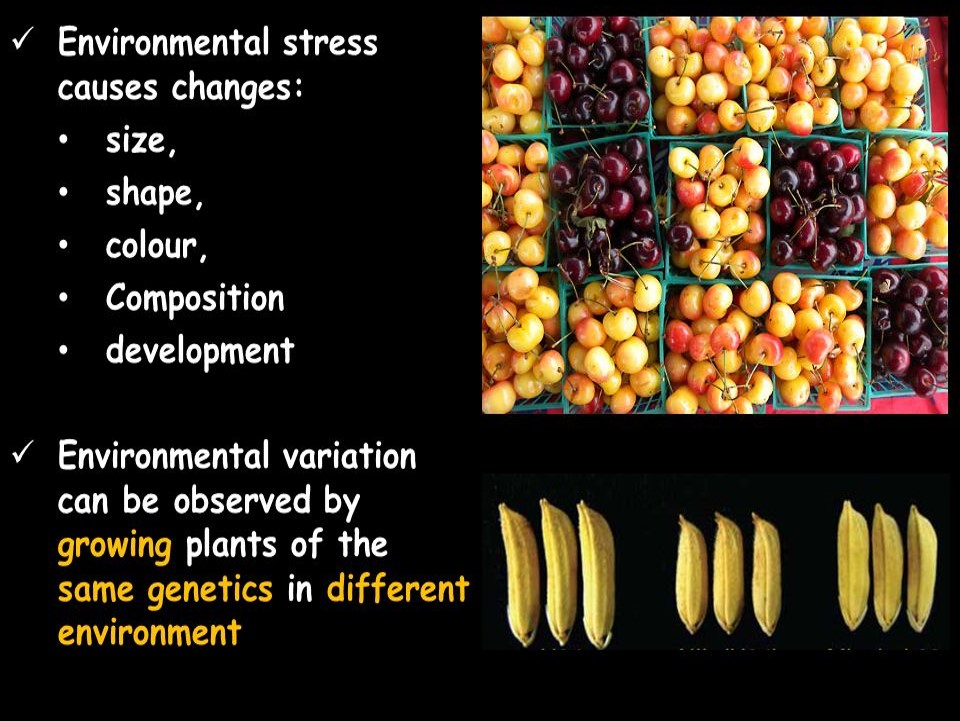 ✓ Environmental stress
causes changes:
• size,
• shape,
• colour,
• Composition
• development
✓ Environmental variation
can be observed by
growing plants of the
same genetics in different
environment